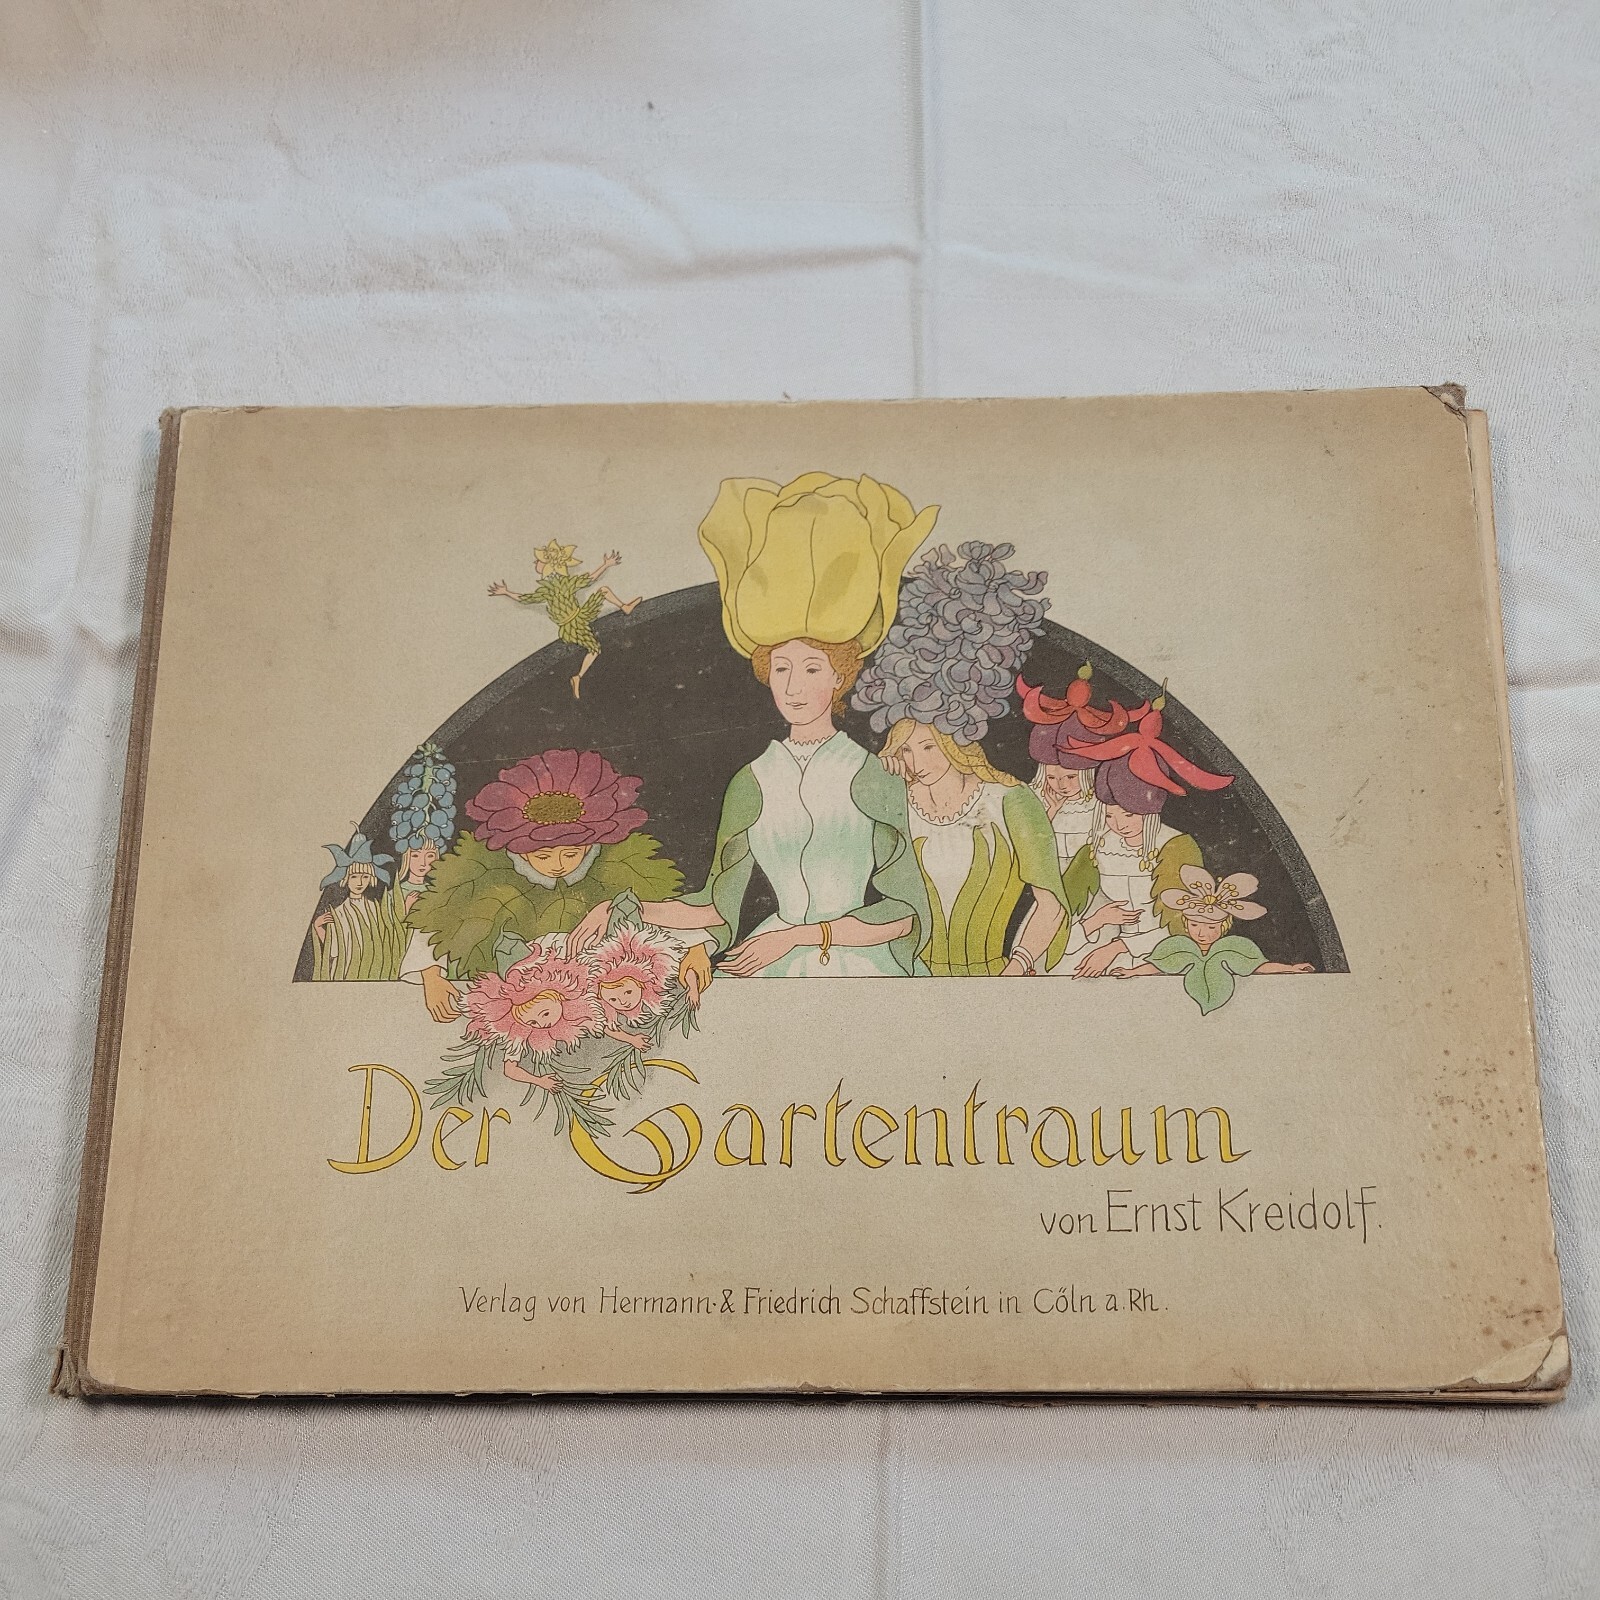 Der Gartentraum
von Ernst Kreidolf.
Verlag von Hermann & Friedrich Schaffstein in Cöln a. Rh.